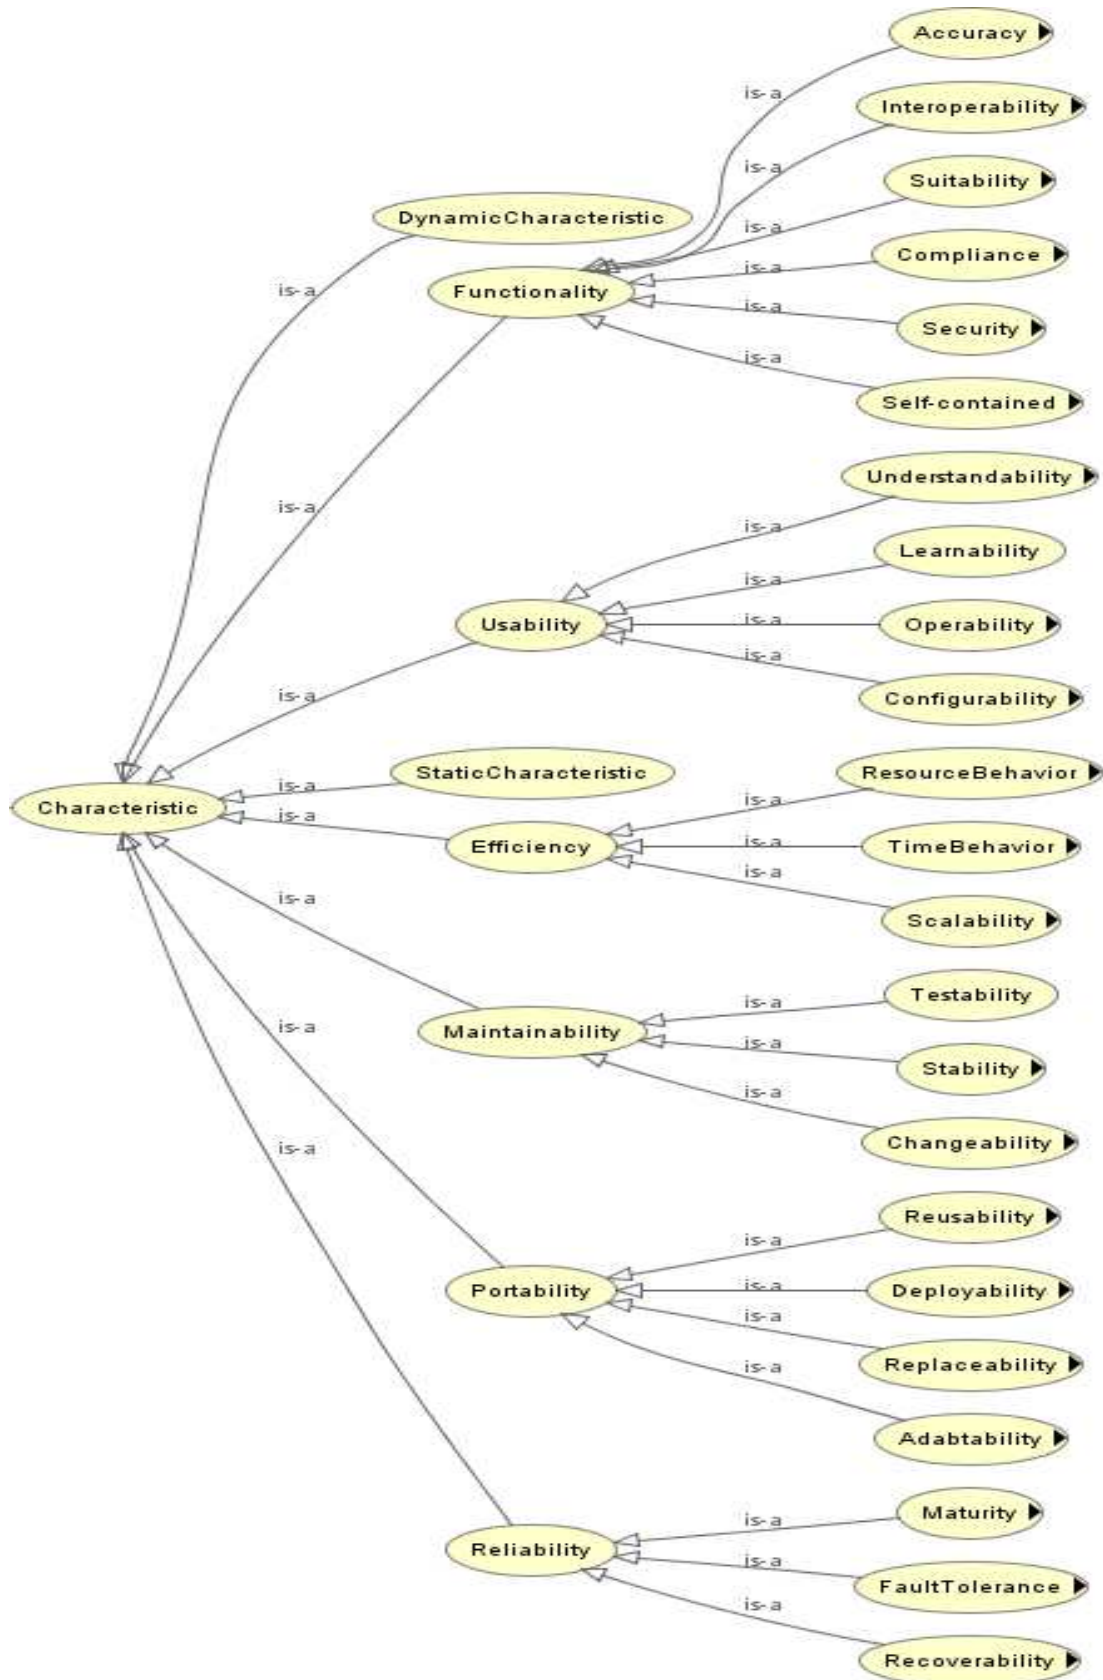 Accuracy
is-a
Interoperability
is-a
Suitability
DynamicCharacteristic
is-a
Compliance
is-a
is-a
Functionality
is-a
Security
is-a
Self-contained
Understandability
is-a
is-a
Learnability
is-a
Usability
is-a
Operability
is-a
Configurability
is-a
StaticCharacteristic
ResourceBehavior
is-a
is-a
Characteristic
is-a
Efficiency
is-a
TimeBehavior
is-a
is-a
Scalability
Testability
is-a
is-a
Maintainability
is-a
Stability
is-a
Changeability
is-a
Reusability
is-a
Portability
is-a
Deployability
is-a
Replaceability
is-a
Adabtability
Maturity
is-a
Reliability
is-a
FaultTolerance
is-a
Recoverability